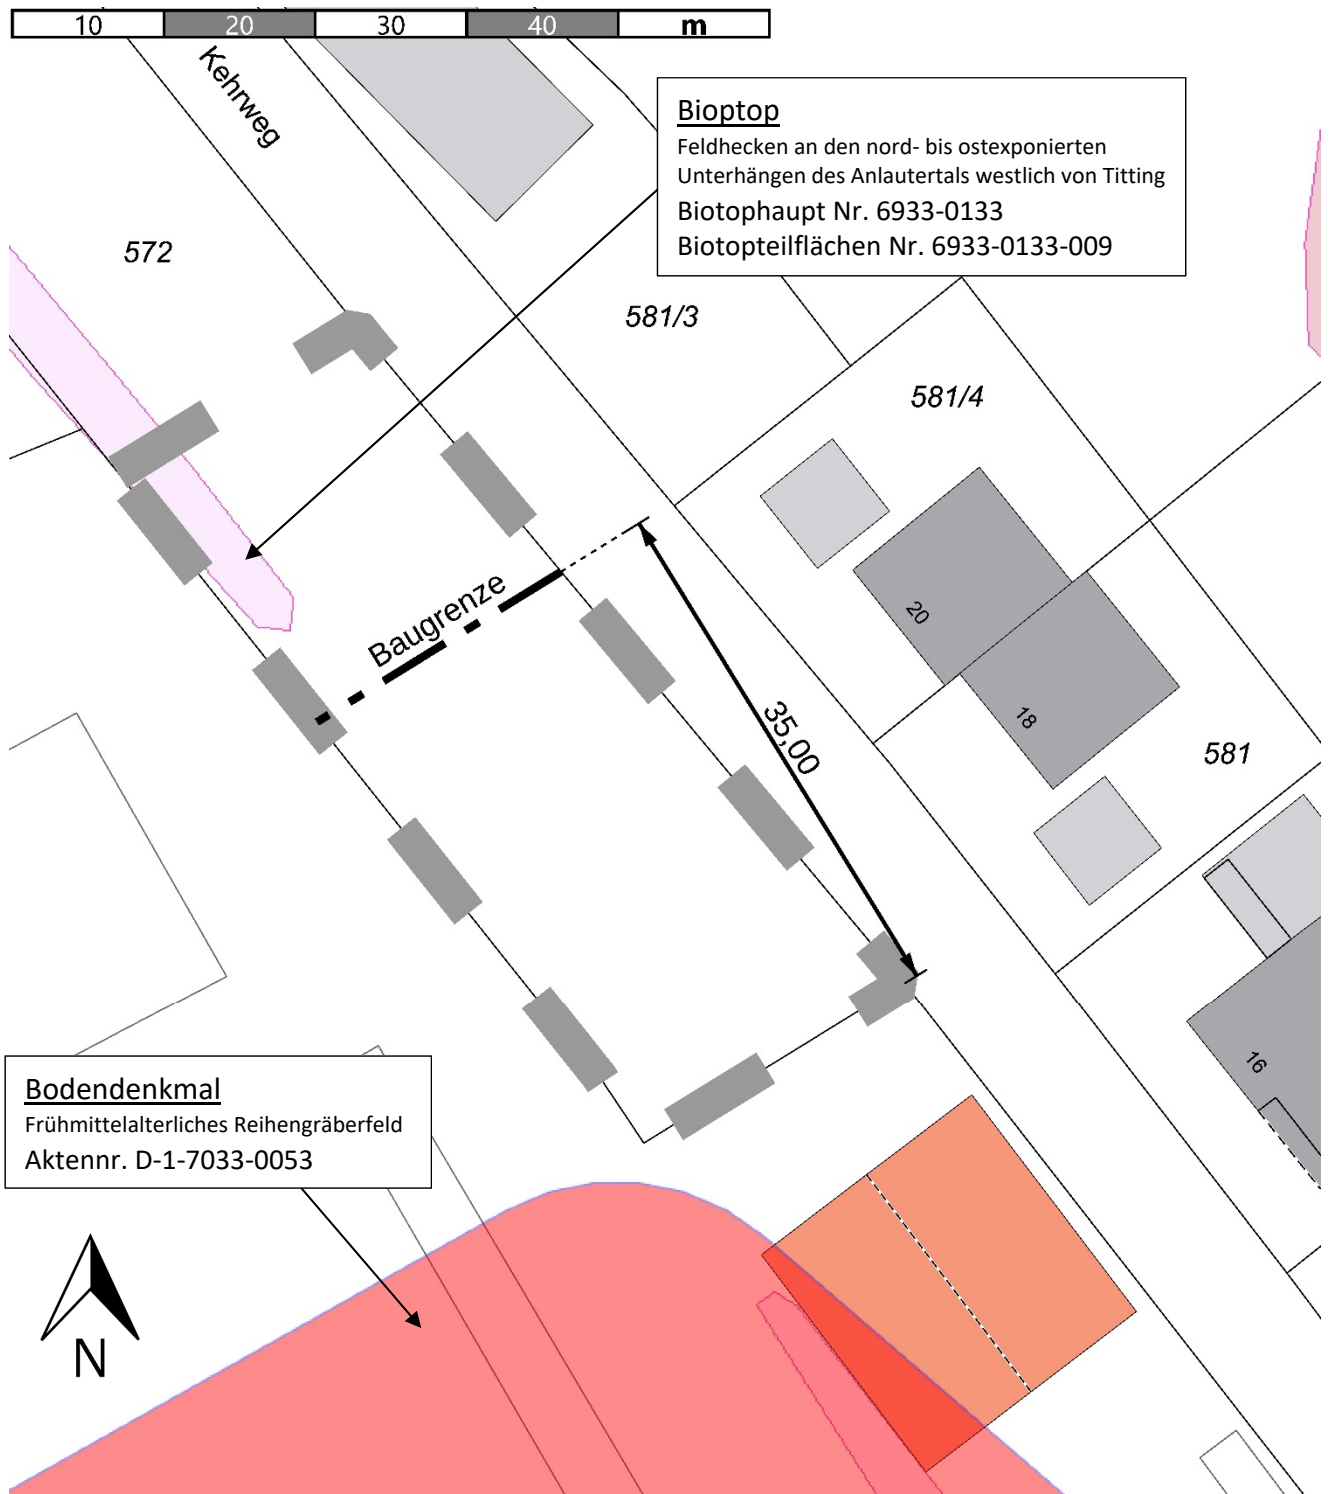 10 20 30 40 m
Kehrweg
Bioptop
Feldhecken an den nord- bis ostexponierten
Unterhängen des Anlautertals westlich von Titting
Biotophaupt Nr. 6933-0133
Biotopteilflächen Nr. 6933-0133-009
572
581/3
581/4
20
Baugrenze
18
35,00
581
16
Bodendenkmal
Frühmittelalterliches Reihengräberfeld
Aktennr. D-1-7033-0053
N